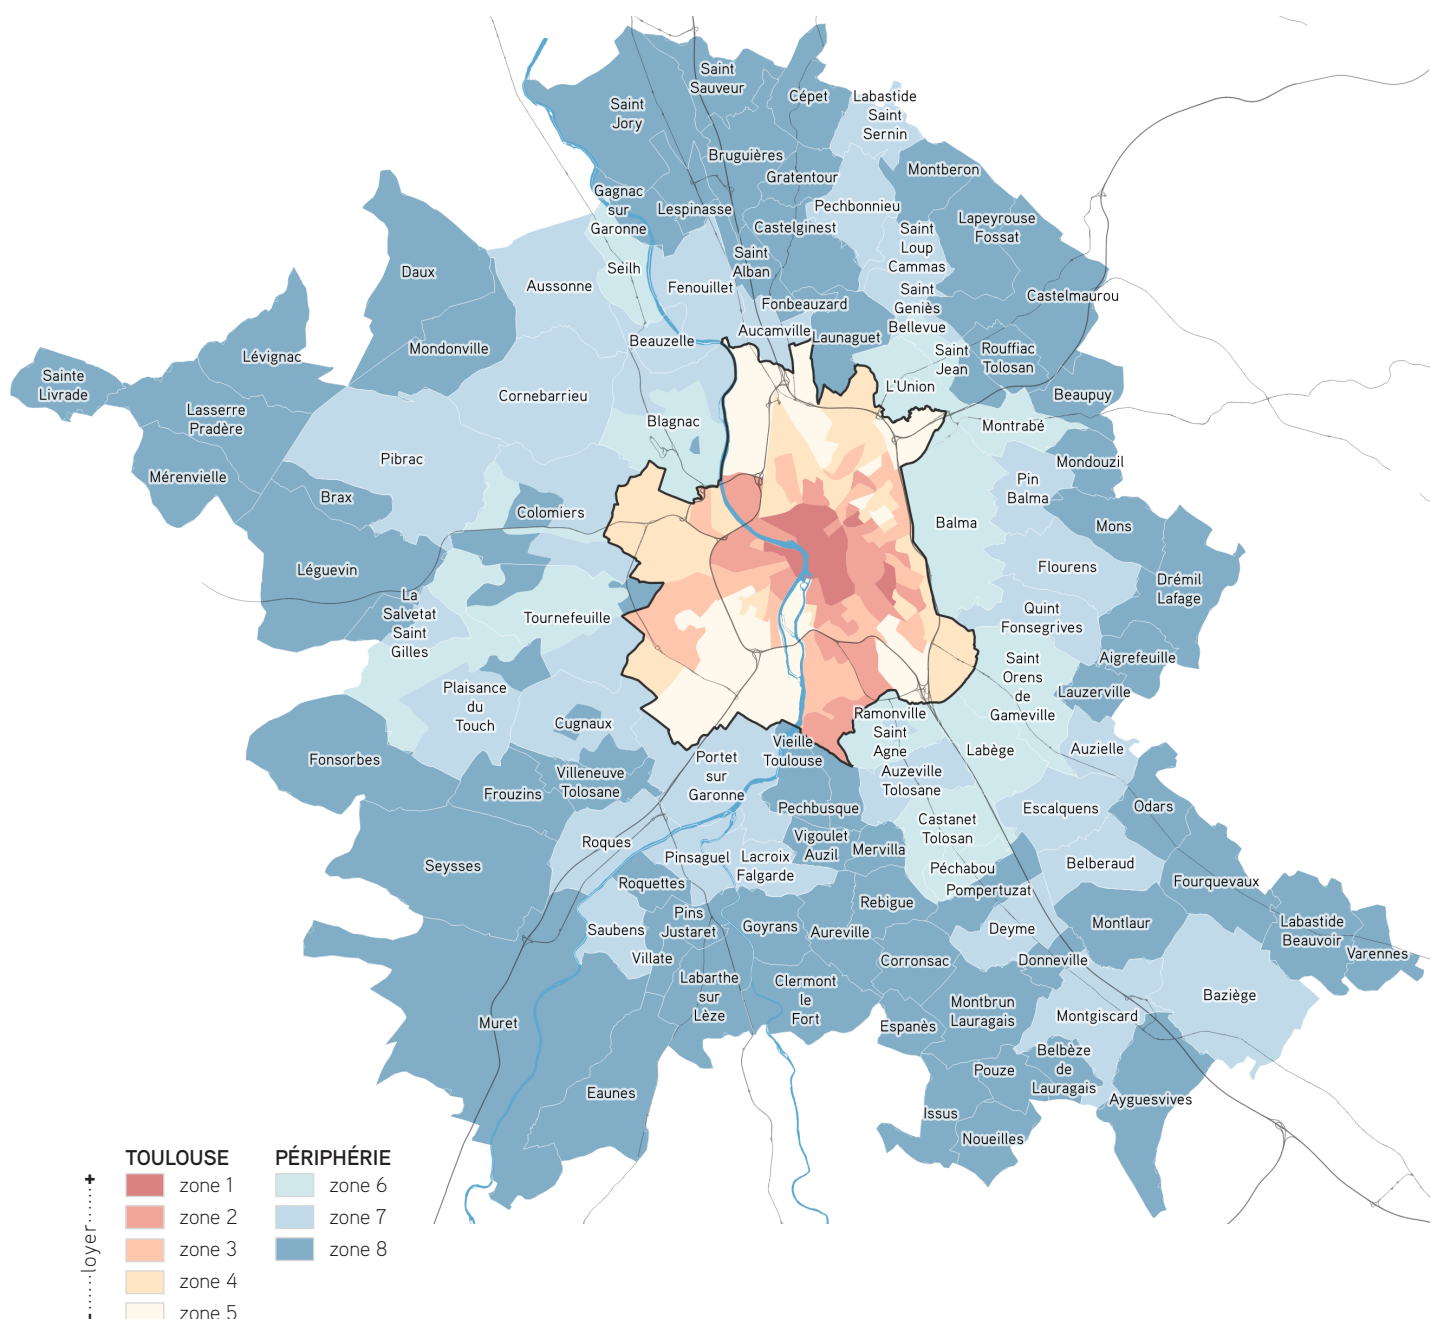 Saint
Sauveur
Cépet
Labastide
Saint
Sernin
Saint
Jory
Bruguières
Gratentour
Montberon
Gagnac
sur
Garonne
Lespinasse
Pechbonnieu
Castelginest
Lapeyrouse
Fossat
Saint
Loup
Cammas
Saint
Alban
Daux
Seilh
Aussonne
Fenouillet
Saint
Geniès
Bellevue
Castelmaurou
Fonbeauzard
Aucamville
Launaguet
Beauzelle
Mondonville
Lévignac
Saint
Jean
Rouffiac
Tolosan
Sainte
Livrade
L'Union
Beaupuy
Cornebarrieu
Lasserre
Pradère
Blagnac
Montrabé
Pibrac
Mondouzil
Mérenvielle
Pin
Balma
Brax
Colomiers
Balma
Mons
Léguevin
Flourens
Drémil
Lafage
La
Salvetat
Saint
Gilles
Tournefeuille
Quint
Fonsegrives
Aigrefeuille
Saint
Orens
de
Gameville
Lauzerville
Plaisance
du
Touch
Cugnaux
Ramonville
Saint
Agne
Vieille
Toulouse
Labège
Auzielle
Fonsorbes
Portet
sur
Garonne
Villeneuve
Tolosane
Auzeville
Tolosane
Frouzins
Pechbusque
Escalquens
Odars
Castanet
Tolosan
Roques
Vigoulet
Auzil
Mervilla
Pinsaguel
Lacroix
Falgarde
Belberaud
Seysses
Péchabou
Roquettes
Pompertuzat
Fourquevaux
Rebigue
Pins
Justaret
Saubens
Goyrans
Aureville
Deyme
Montlaur
Labastide
Beauvoir
Varennes
Villate
Corronsac
Donneville
Labarthe
sur
Lèze
Clermont
le
Fort
Baziège
Montbrun
Lauragais
Montgiscard
Muret
Espanès
Belbèze
de
Lauragais
Pouze
Eaunes
Ayguesvives
Issus
Noueilles
TOULOUSE
PÉRIPHÉRIE
+
loyer
-
zone 1
zone 2
zone 3
zone 4
zone 5
zone 6
zone 7
zone 8